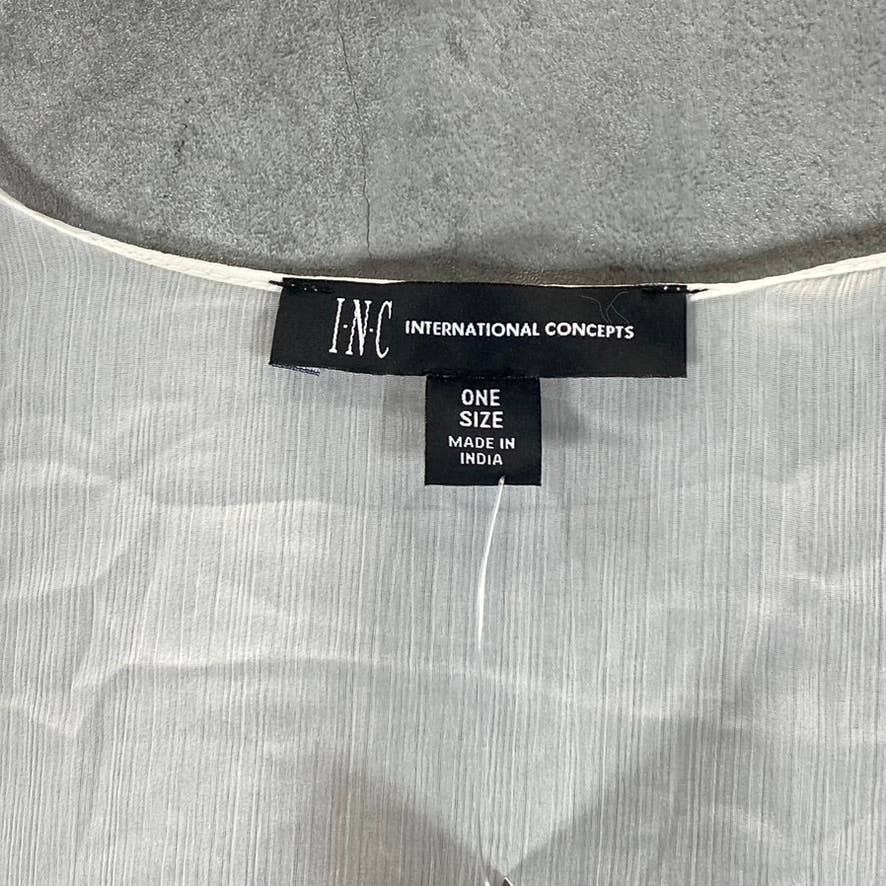 I·N·C INTERNATIONAL CONCEPTS
ONE
SIZE
MADE IN
INDIA